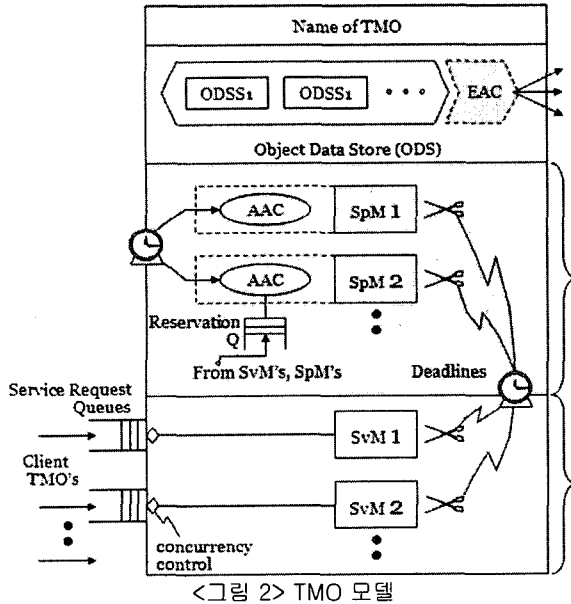 Name of TMO
ODSS1 ODSS1 • • • EAC
Object Data Store (ODS)
AAC SpM 1
AAC SpM 2
Reservation
Q
From SvM's, SpM's
Deadlines
Service Request
Queues
SvM 1
Client
TMO's
SvM 2
concurrency
control
<그림 2> TMO 모델